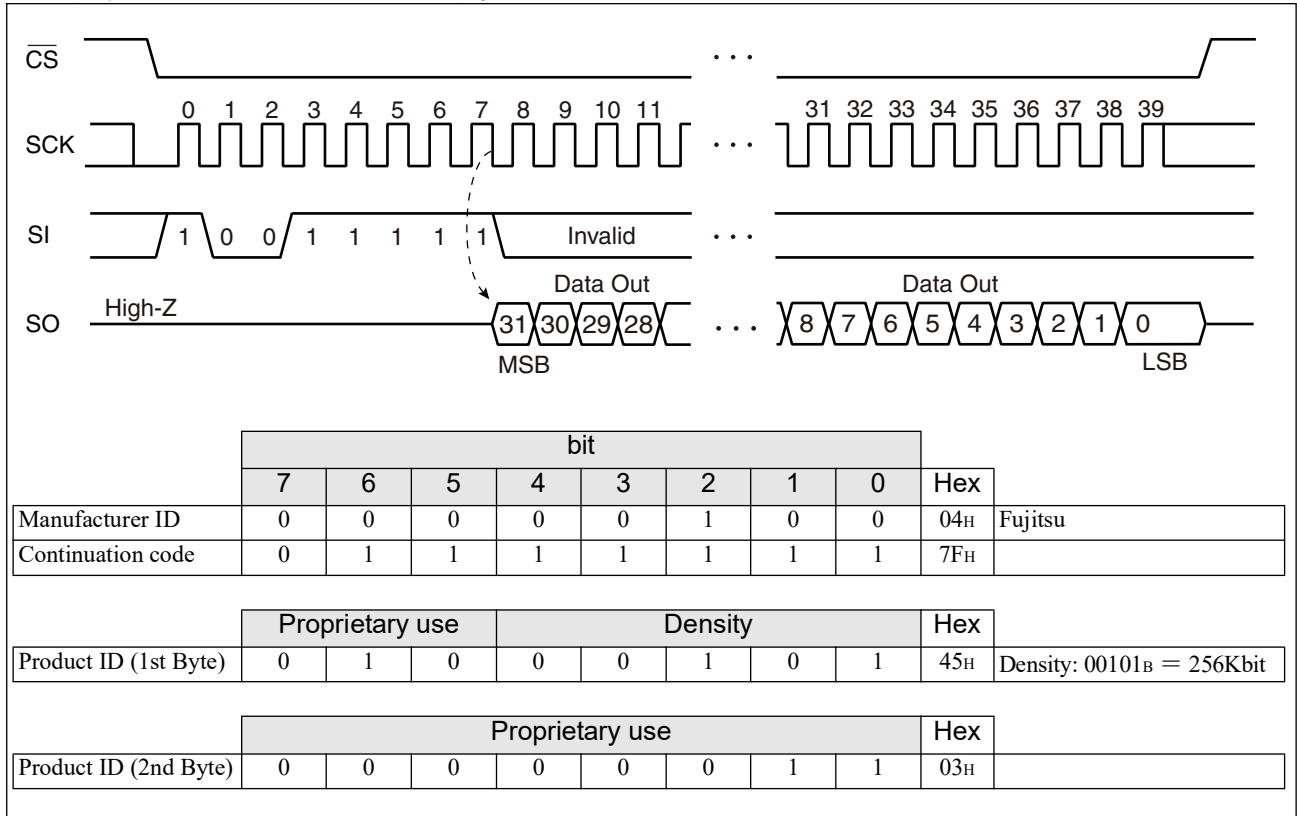 CS
· · ·
0 1 2 3 4 5 6 7 8 9 10 11 31 32 33 34 35 36 37 38 39
SCK · · ·
SI 1 0 0 1 1 1 1 1 Invalid · · ·
High-Z Data Out Data Out
SO 31 30 29 28 · · · 8 7 6 5 4 3 2 1 0
MSB LSB
bit
7 6 5 4 3 2 1 0 Hex
Manufacturer ID 0 0 0 0 0 1 0 0 04H Fujitsu
Continuation code 0 1 1 1 1 1 1 1 7FH
Proprietary use Density Hex
Product ID (1st Byte) 0 1 0 0 0 1 0 1 45H Density: 00101B = 256Kbit
Proprietary use Hex
Product ID (2nd Byte) 0 0 0 0 0 0 1 1 03H